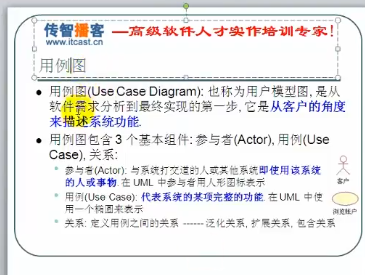 传智播客 —高级软件人才实作培训专家!
www.itcast.cn
用例图
用例图(Use Case Diagram): 也称为用户模型图, 是从
软件需求分析到最终实现的第一步, 它是从客户的角度
来描述系统功能.
用例图包含 3 个基本组件: 参与者(Actor), 用例(Use
Case), 关系:
参与者(Actor): 与系统打交道的人或其他系统即使用该系统
的人或事物. 在 UML 中参与者用人形图标表示
用例(Use Case): 代表系统的某项完整的功能. 在 UML 中使
用一个椭圆来表示
关系: 定义用例之间的关系 ------ 泛化关系, 扩展关系, 包含关系
客户
浏览账户